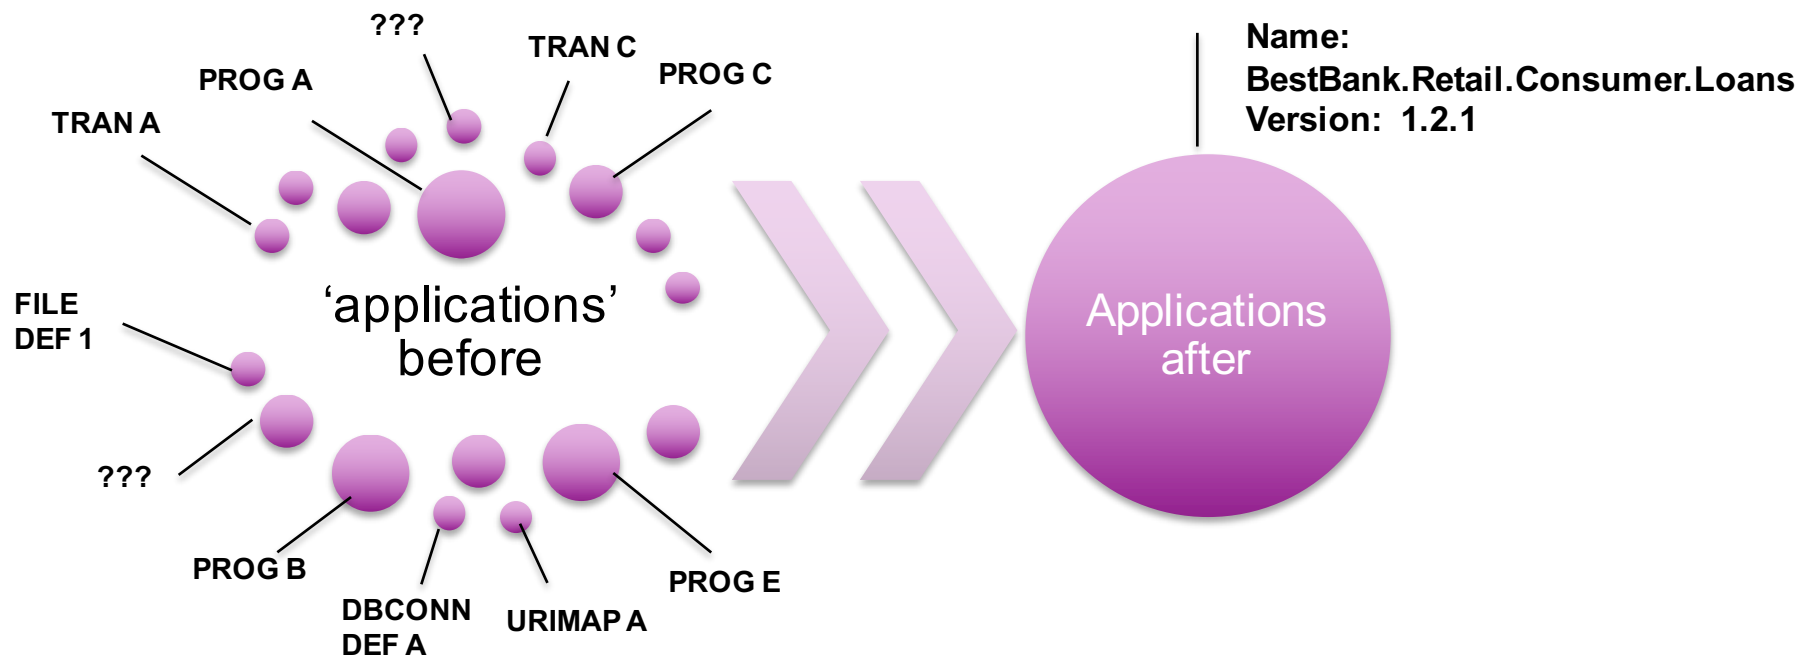 ???
TRAN C
PROG A
PROG C
TRAN A
FILE
DEF 1
‘applications’
before
???
PROG B
DBCONN
DEF A
URIMAP A
PROG E
Name:
BestBank.Retail.Consumer.Loans
Version: 1.2.1
Applications
after